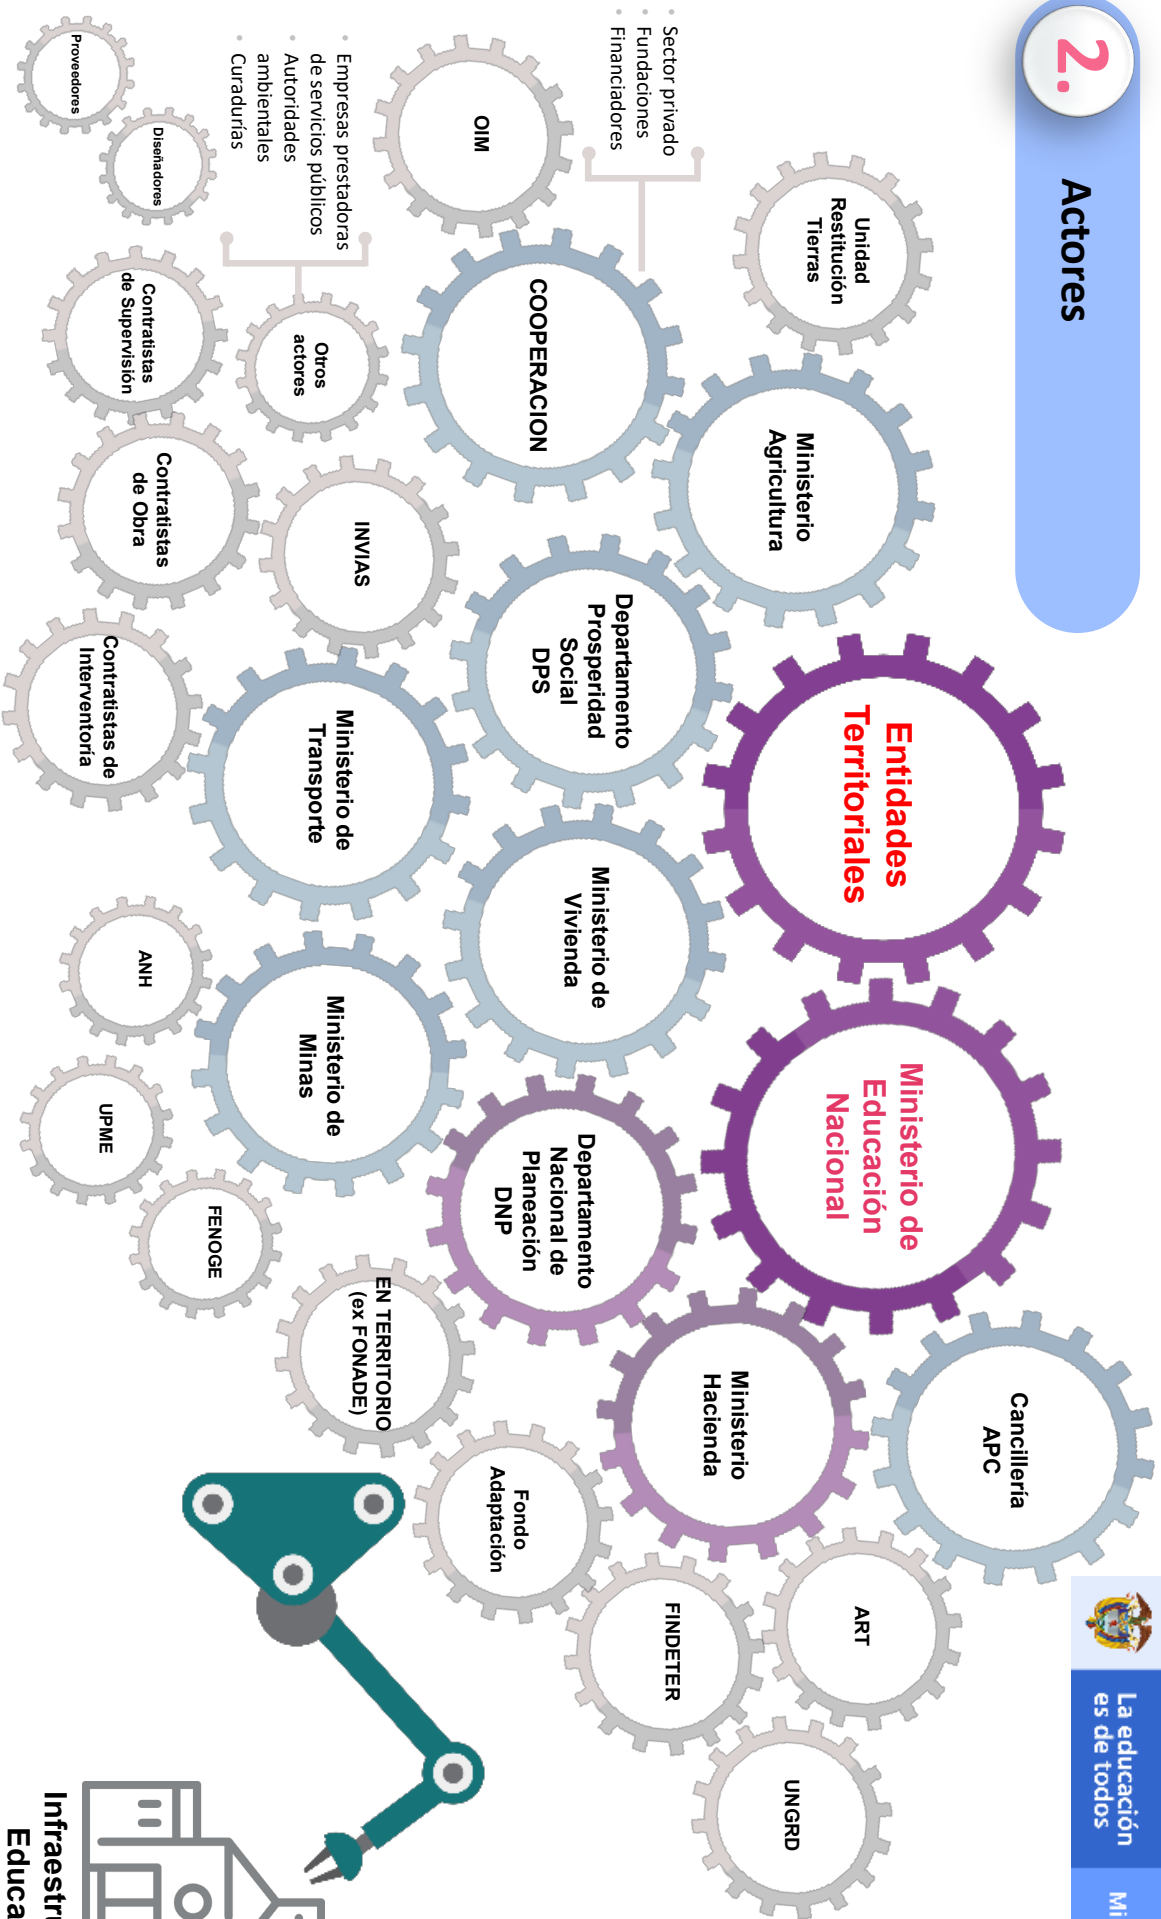 2.
Actores
La educación
es de todos
Mi
Unidad
Restitución
Tierras
Sector privado
Fundaciones
Financiadores
OIM
COOPERACION
Ministerio
Agricultura
Entidades
Territoriales
Ministerio de
Educación
Nacional
Cancillería
APC
Departamento
Prosperidad
Social
DPS
Ministerio de
Vivienda
Departamento
Nacional de
Planeación
DNP
Ministerio
Hacienda
ART
UNGRD
FINDETER
Fondo
Adaptación
EN TERRITORIO
(ex FONADE)
Empresas prestadoras
de servicios públicos
Autoridades
ambientales
Curadurías
Otros
actores
INVIAS
Ministerio de
Transporte
Ministerio de
Minas
Proveedores
Diseñadores
Contratistas
de Supervisión
Contratistas
de Obra
Contratistas de
Interventoría
ANH
UPME
FENOGE
Infraestru
Educa